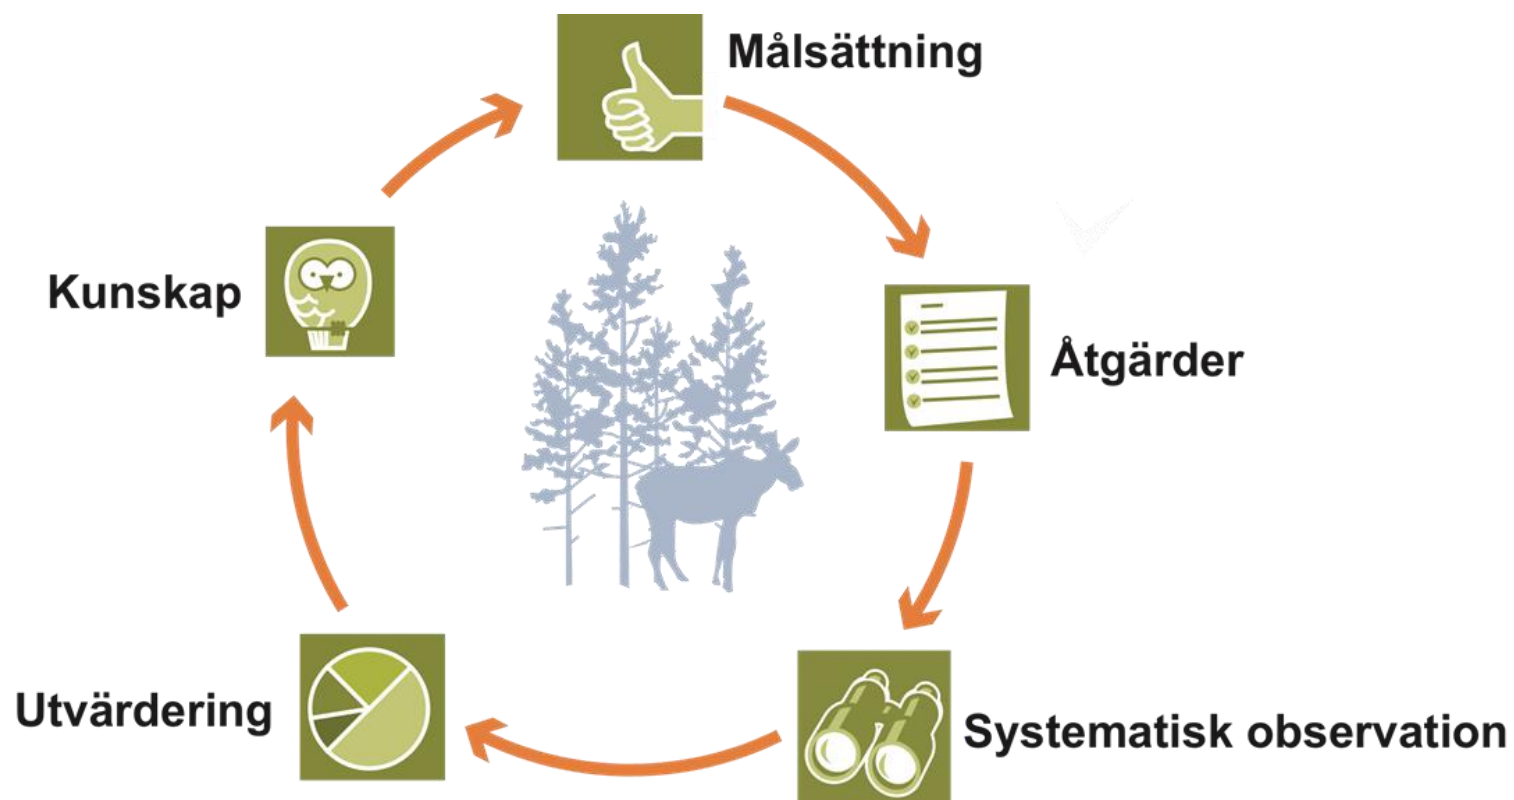 Målsättning
Åtgärder
Systematisk observation
Utvärdering
Kunskap